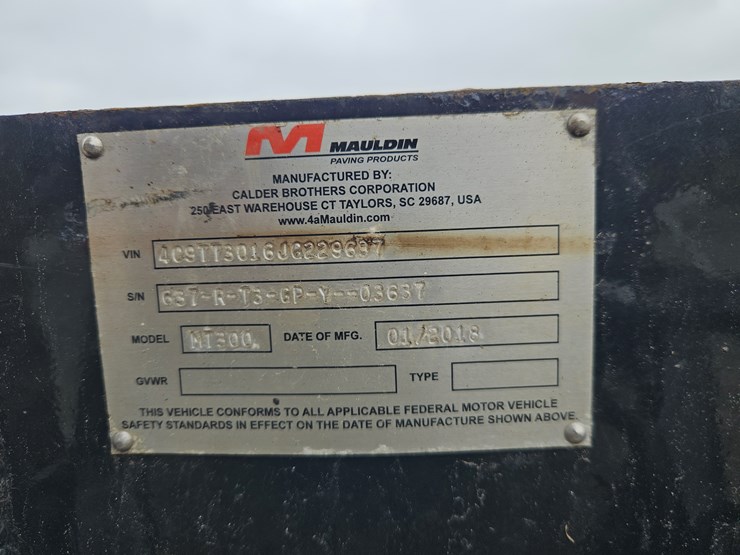 M MAULDIN
PAVING PRODUCTS
MANUFACTURED BY:
CALDER BROTHERS CORPORATION
250 EAST WAREHOUSE CT TAYLORS, SC 29687, USA
www.4aMauldin.com
VIN
S/N
MODEL MT300 DATE OF MFG. 01/2018
GVWR TYPE
THIS VEHICLE CONFORMS TO ALL APPLICABLE FEDERAL MOTOR VEHICLE
SAFETY STANDARDS IN EFFECT ON THE DATE OF MANUFACTURE SHOWN ABOVE.